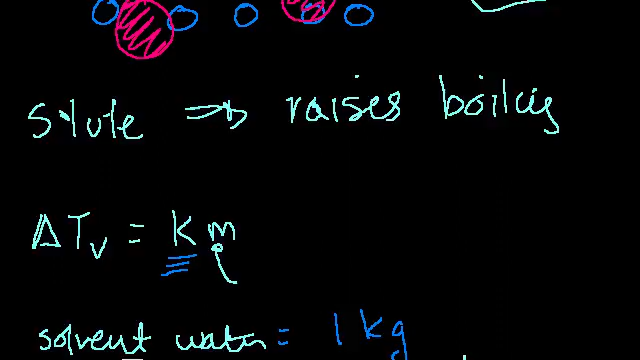 Solute ⇒ raises boiling
ΔTv = km
solvent water = 1 kg